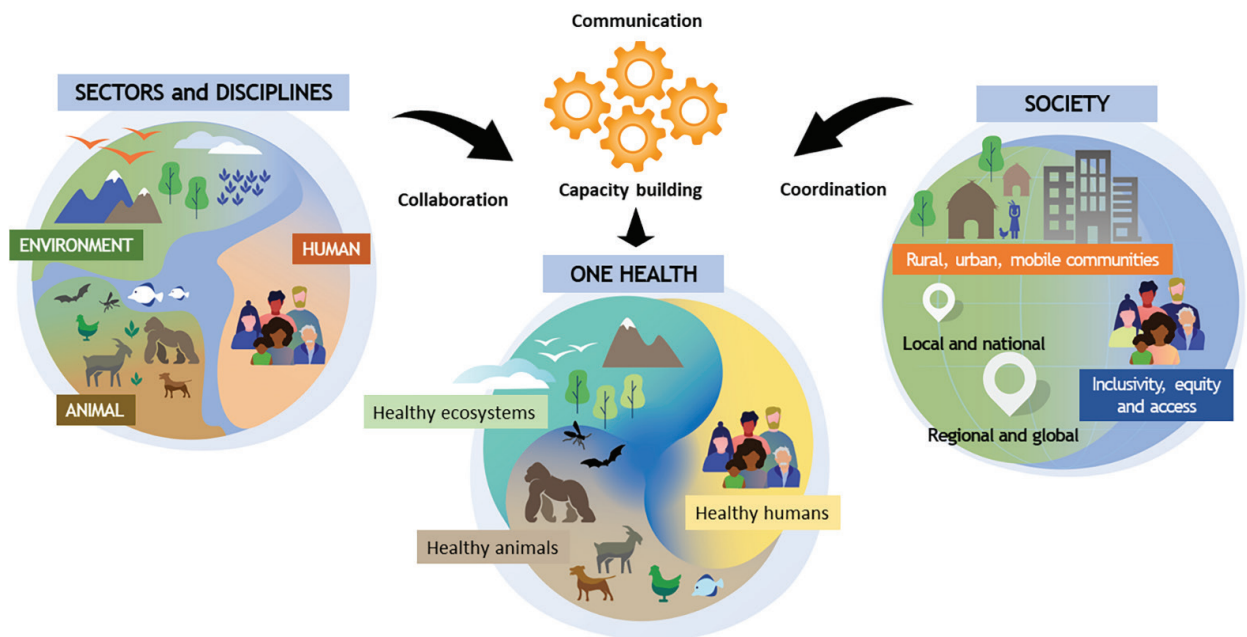 Communication
SECTORS and DISCIPLINES
SOCIETY
Collaboration
Capacity building
Coordination
ENVIRONMENT
HUMAN
ANIMAL
ONE HEALTH
Healthy ecosystems
Healthy humans
Healthy animals
Rural, urban, mobile communities
Local and national
Inclusivity, equity
and access
Regional and global